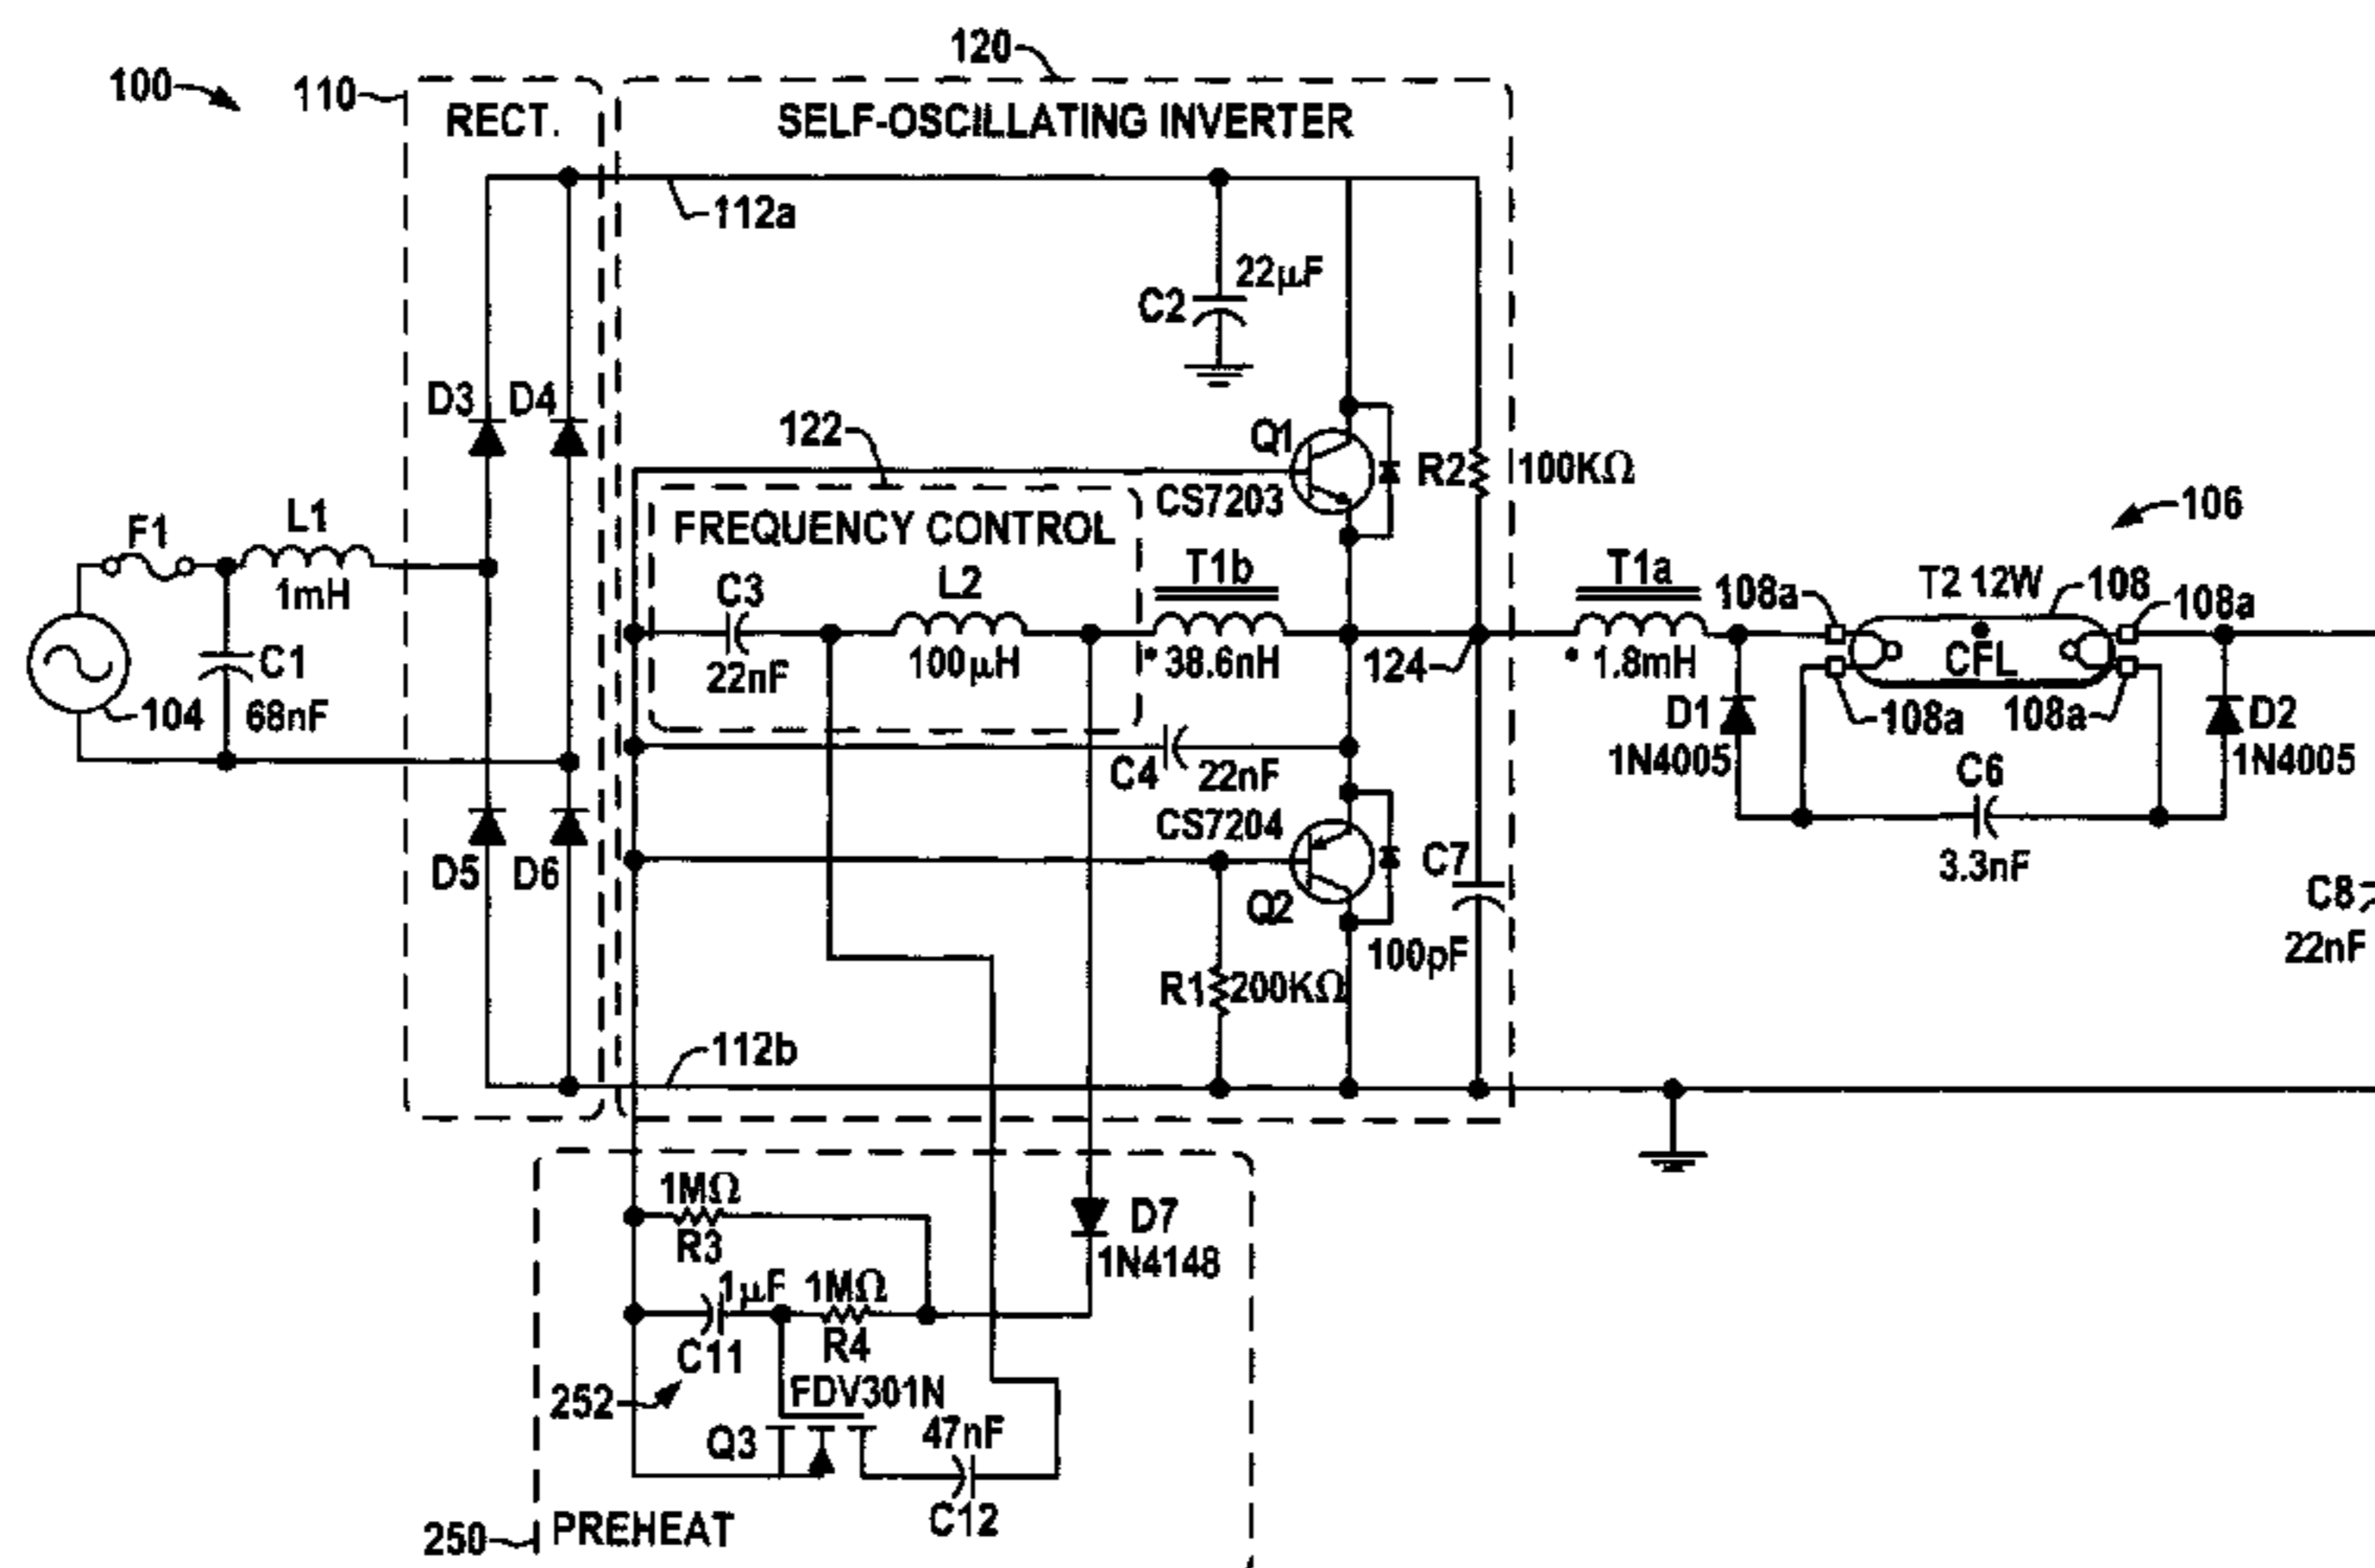 120
100
110
RECT.
SELF-OSCILLATING INVERTER
112a
22μF
C2
D3
D4
122
Q1
CS7203
R2
100KΩ
106
FREQUENCY CONTROL
F1
L1
1mH
C3
22nF
L2
100μH
T1b
38.6nH
124
T1a
1.8mH
108a
T2 12W
108
108a
CFL
108a
108a
C1
68nF
104
D1
1N4005
D2
1N4005
C4
22nF
C6
3.3nF
CS7204
Q2
C7
100pF
D5
D6
C8
22nF
R1
200KΩ
112b
1MΩ
R3
D7
1N4148
1μF
1MΩ
C11
R4
252
FDV301N
Q3
47nF
C12
250
PREHEAT